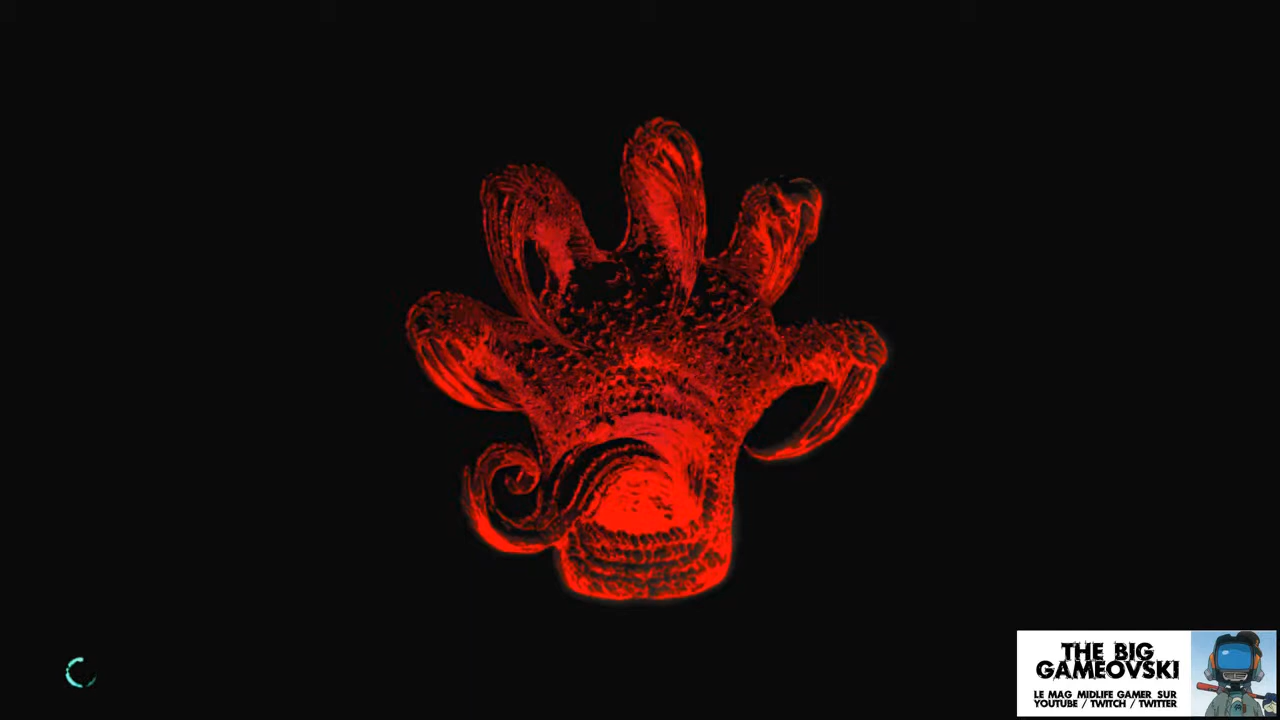 THE BIG
GAMEOVSKI
LE MAG MIDLIFE GAMER SUR
YOUTUBE / TWITCH / TWITTER